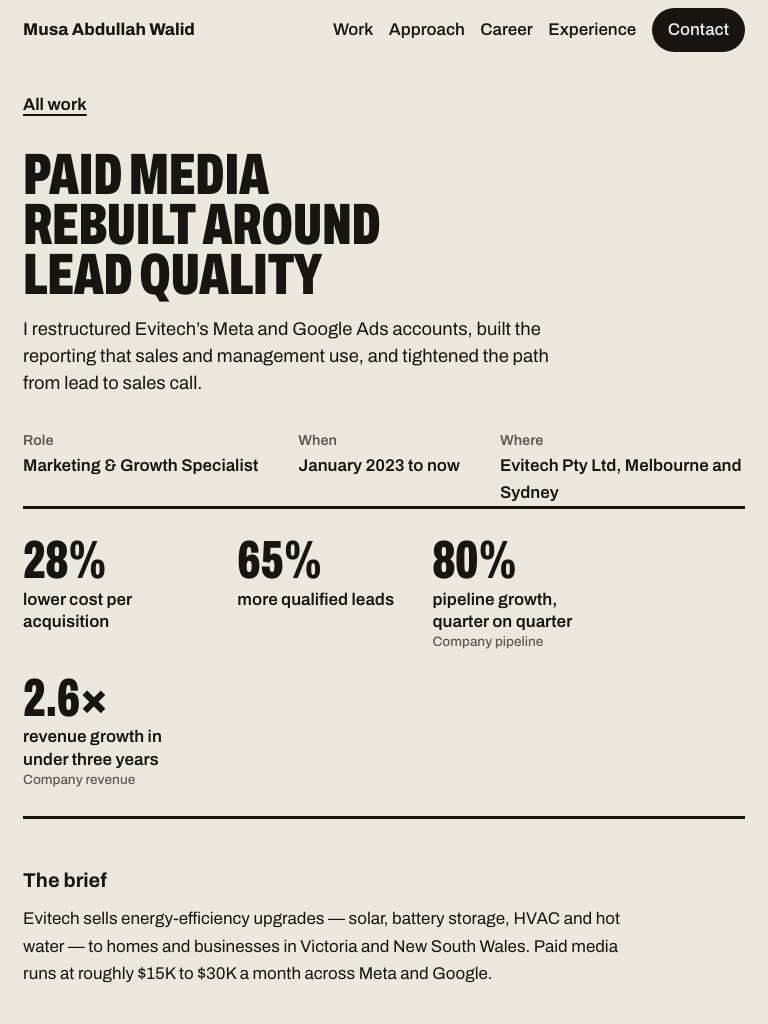 Musa Abdullah Walid
Work Approach Career Experience Contact
All work
PAID MEDIA
REBUILT AROUND
LEAD QUALITY
I restructured Evitech’s Meta and Google Ads accounts, built the
reporting that sales and management use, and tightened the path
from lead to sales call.
Role
Marketing & Growth Specialist
When
January 2023 to now
Where
Evitech Pty Ltd, Melbourne and
Sydney
28%
lower cost per
acquisition
65%
more qualified leads
80%
pipeline growth,
quarter on quarter
Company pipeline
2.6×
revenue growth in
under three years
Company revenue
The brief
Evitech sells energy-efficiency upgrades — solar, battery storage, HVAC and hot
water — to homes and businesses in Victoria and New South Wales. Paid media
runs at roughly $15K to $30K a month across Meta and Google.